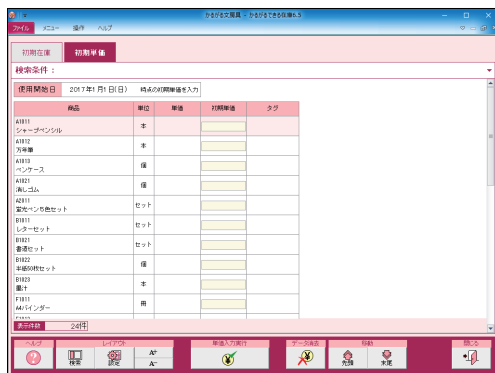 かるがる文房具 - かるがるできる在庫6.5
ファイル メニュー 操作 ヘルプ
初期在庫 初期単価
検索条件：
使用開始日 2017年1月1日(日) 時点の初期単価を入力
商品 単位 単価 初期単価 タグ
A1011
シャープペンシル 本
A1012
万年筆 本
A1013
ペンケース 個
A1021
消しゴム 個
A2011
蛍光ペン5色セット セット
B1011
レターセット セット
B1021
書道セット セット
B1022
半紙50枚セット 個
B1023
墨汁 本
F1011
A4バインダー 冊
表示件数 241件
ヘルプ レイアウト 単価入力実行 データ消去 移動 閉じる
検索 設定 A+ A- 先頭 末尾